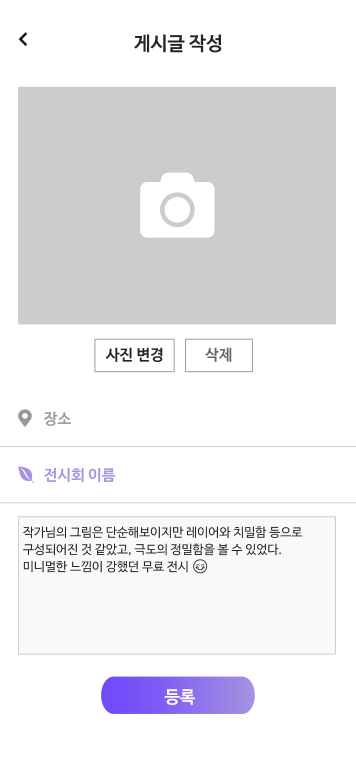 게시글 작성
사진 변경
삭제
장소
전시회 이름
작가님의 그림은 단순해보이지만 레이어와 치밀함 등으로
구성되어진 것 같았고, 극도의 정밀함을 볼 수 있었다.
미니멀한 느낌이 강했던 무료 전시 😊
등록